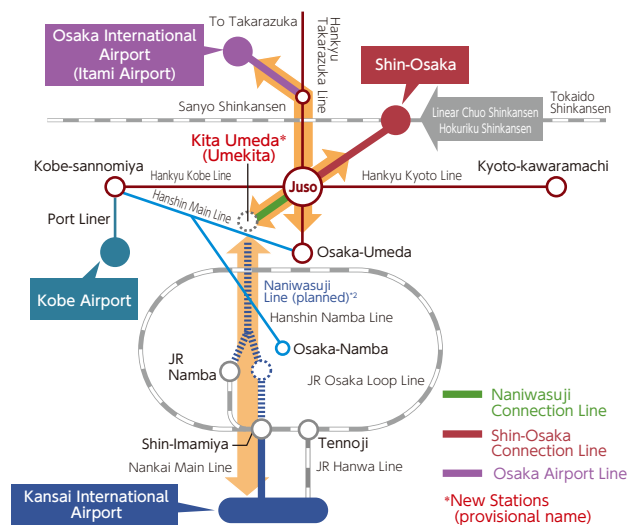 To Takarazuka
Hankyu
Takarazuka Line
Osaka International
Airport
(Itami Airport)
Shin-Osaka
Sanyo Shinkansen
Tokaido
Shinkansen
Linear Chuo Shinkansen
Hokuriku Shinkansen
Kita Umeda*
(Umekita)
Kobe-sannomiya
Hankyu Kobe Line
Juso
Hankyu Kyoto Line
Kyoto-kawaramachi
Hanshin Main Line
Port Liner
Osaka-Umeda
Kobe Airport
Naniwasuji
Line (planned)*2
Hanshin Namba Line
Osaka-Namba
JR
Namba
JR Osaka Loop Line
Naniwasuji
Connection Line
Shin-Osaka
Connection Line
Osaka Airport Line
Shin-Imamiya
Tennoji
Nankai Main Line
JR Hanwa Line
Kansai International
Airport
*New Stations
(provisional name)